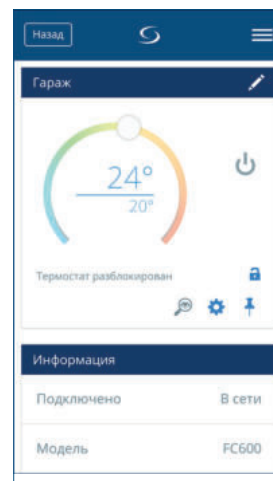 Назад
Гараж
24°
20°
Термостат разблокирован
Информация
Подключено В сети
Модель FC600